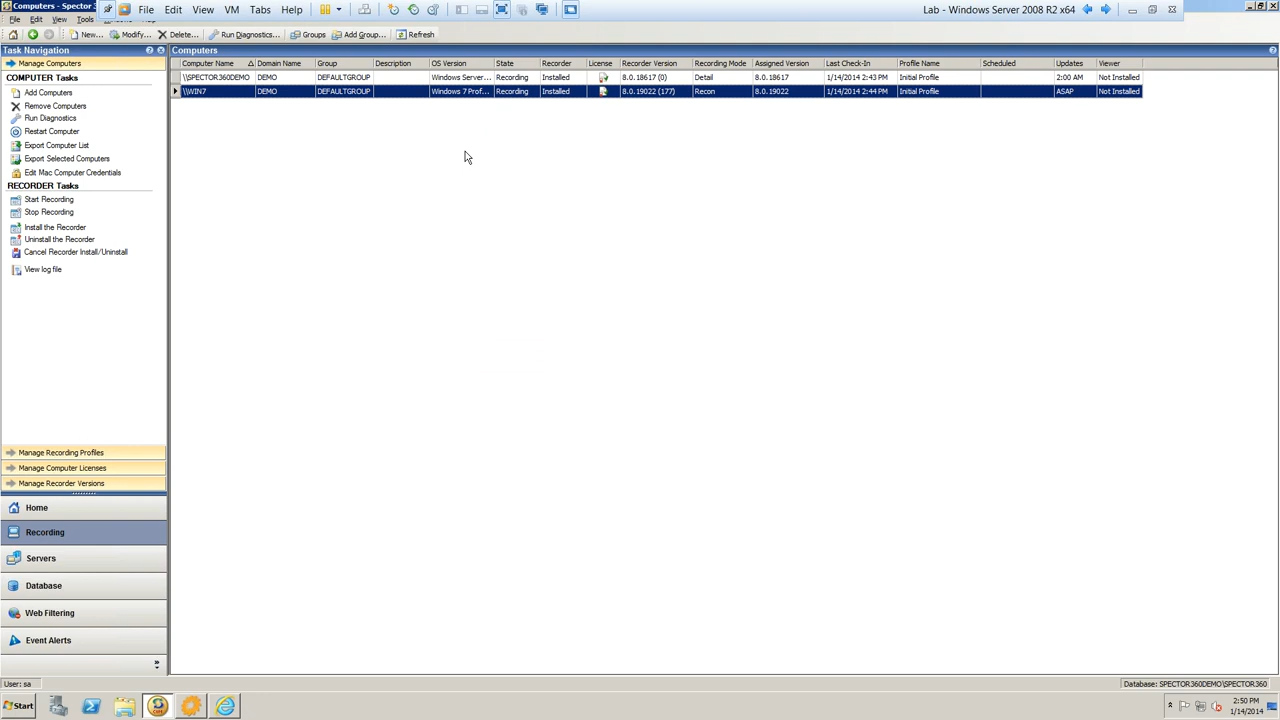 Computers - Spector 3
File Edit View VM Tabs Help
Lab - Windows Server 2008 R2 x64
File Edit View Tools
New... Modify... Delete... Run Diagnostics... Groups Add Group... Refresh
Task Navigation
Computers
Manage Computers
Computer Name Domain Name Group Description OS Version State Recorder License Recorder Version Recording Mode Assigned Version Last Check-In Profile Name Scheduled Updates Viewer
\\SPECTOR360DEMO DEMO DEFAULTGROUP Windows Server... Recording Installed 8.0.18617 (0) Detail 8.0.18617 1/14/2014 2:43 PM Initial Profile 2:00 AM Not Installed
\\WIN7 DEMO DEFAULTGROUP Windows 7 Prof... Recording Installed 8.0.19022 (177) Recon 8.0.19022 1/14/2014 2:44 PM Initial Profile ASAP Not Installed
COMPUTER Tasks
Add Computers
Remove Computers
Run Diagnostics
Restart Computer
Export Computer List
Export Selected Computers
Edit Mac Computer Credentials
RECORDER Tasks
Start Recording
Stop Recording
Install the Recorder
Uninstall the Recorder
Cancel Recorder Install/Uninstall
View log file
Manage Recording Profiles
Manage Computer Licenses
Manage Recorder Versions
Home
Recording
Servers
Database
Web Filtering
Event Alerts
User: sa
Database: SPECTOR360DEMO\SPECTOR360
Start
2:50 PM
1/14/2014